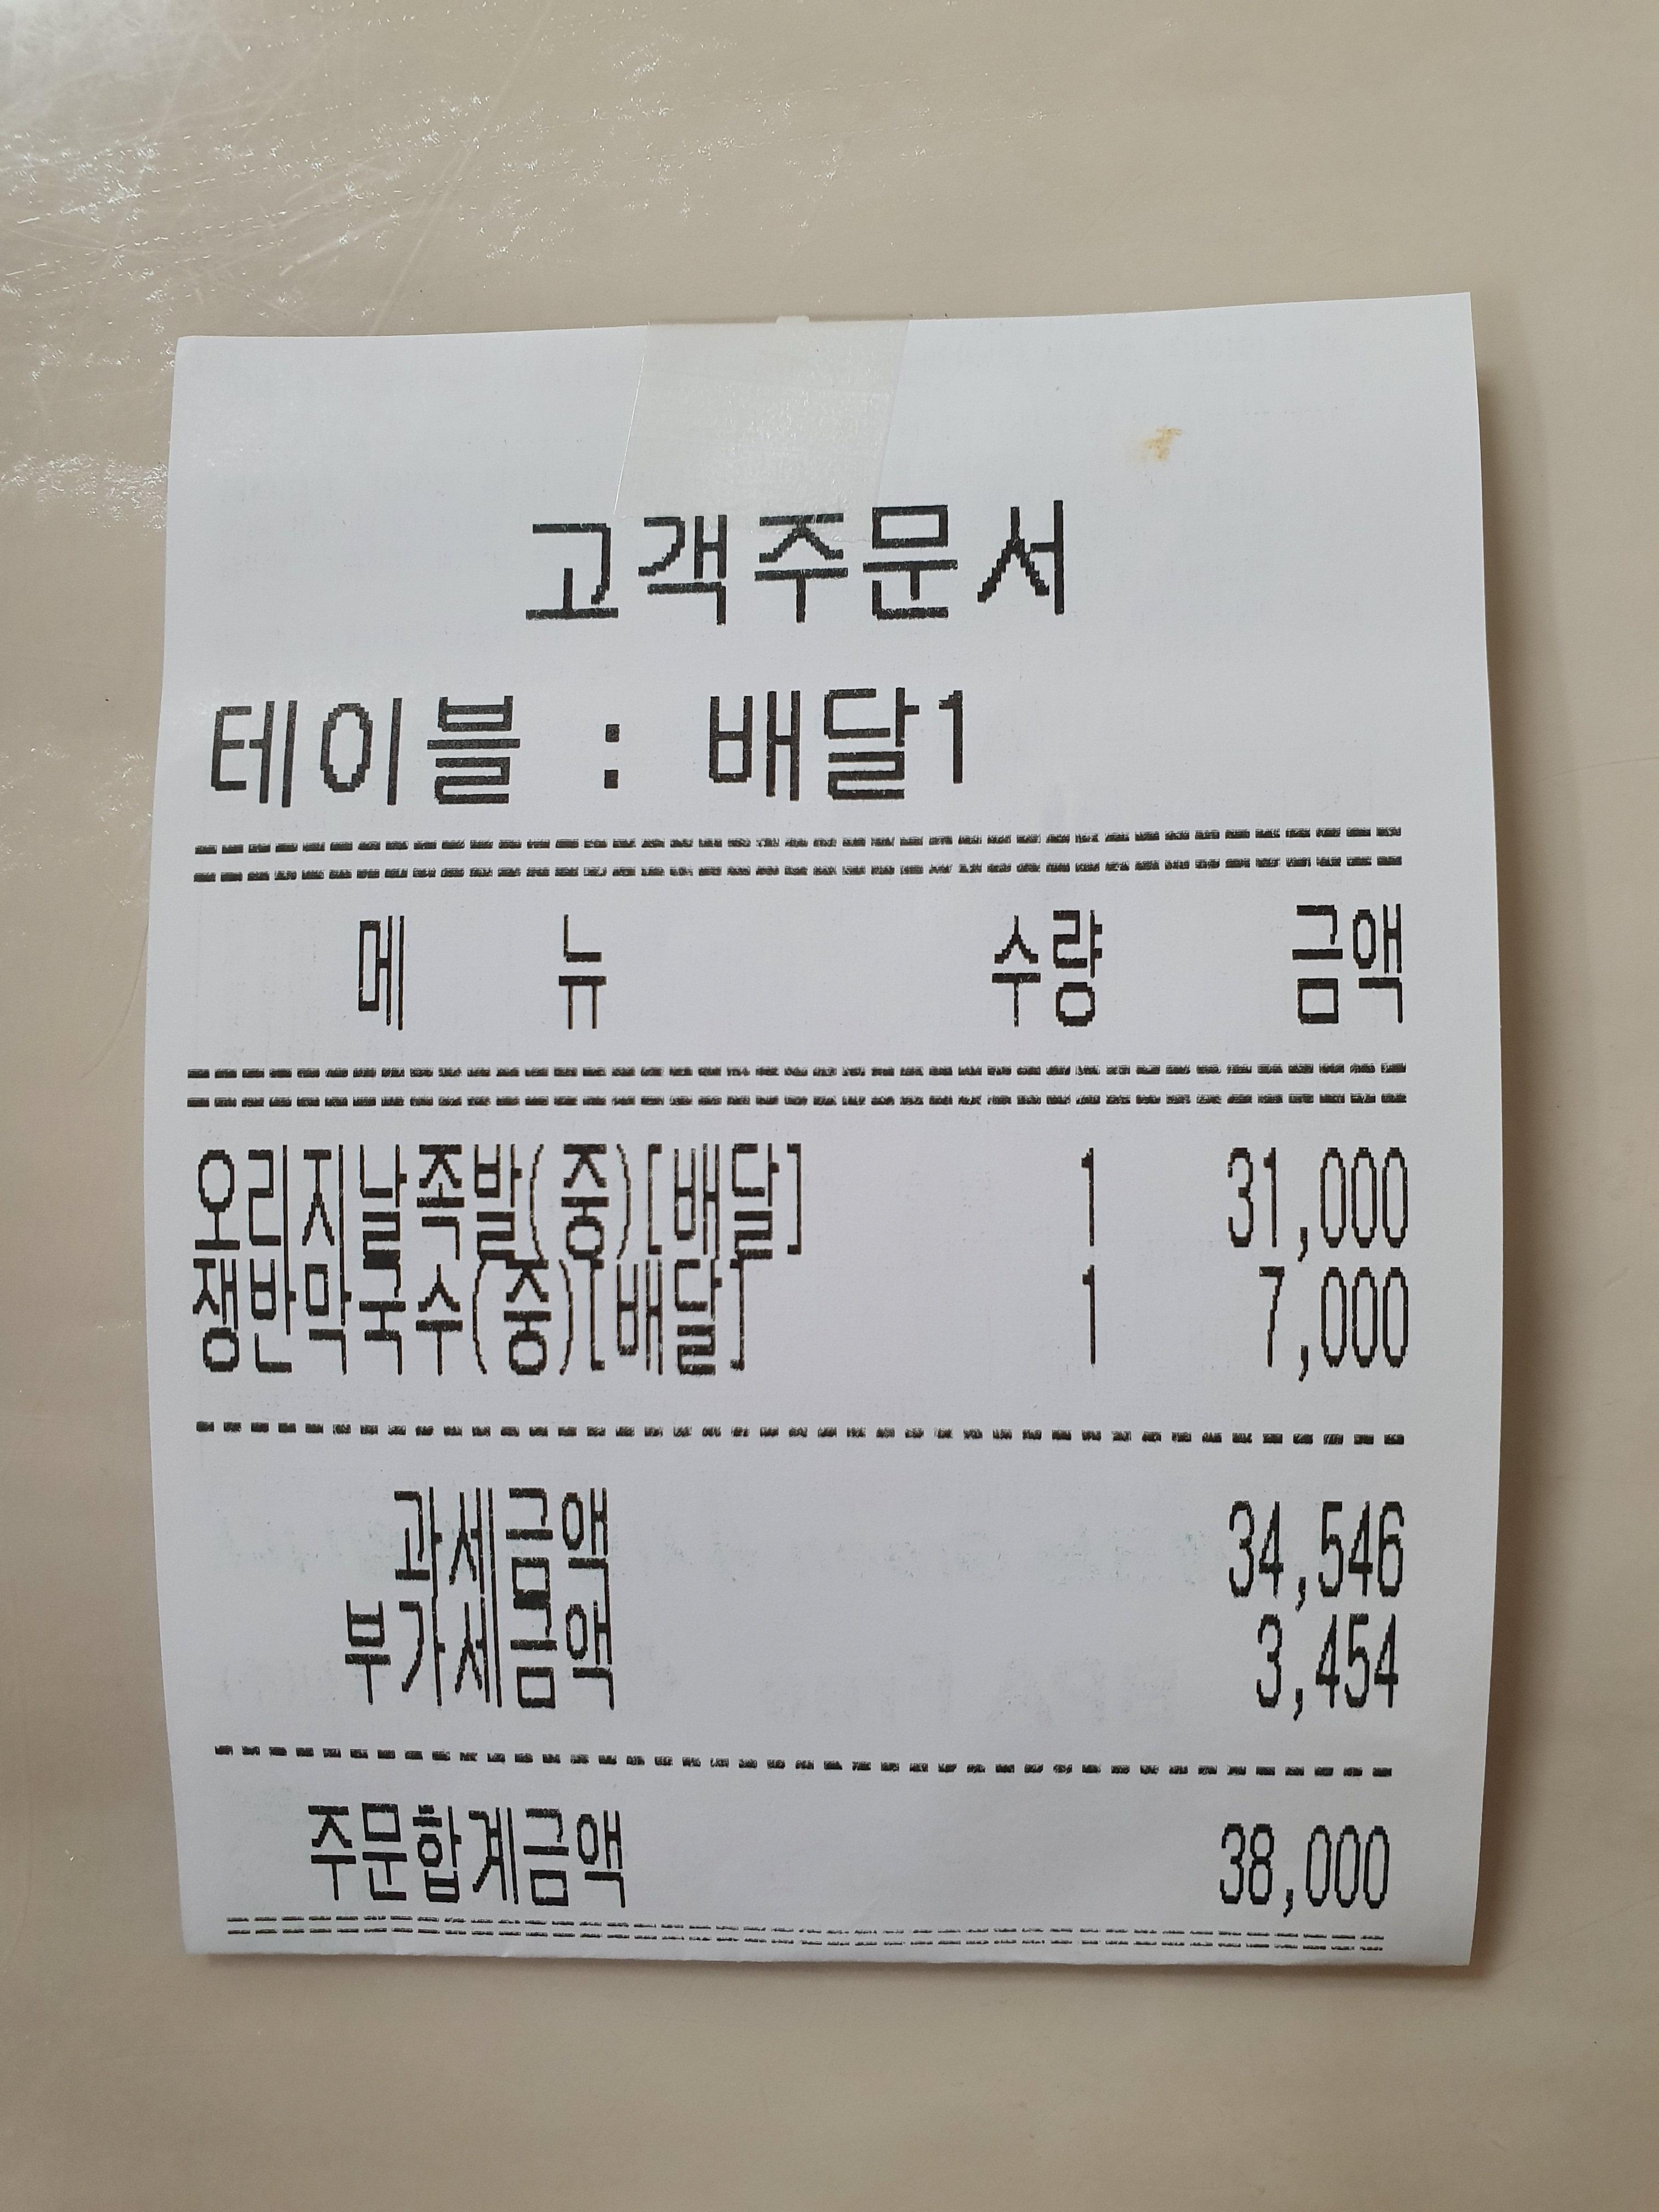 고객주문서
테이블 : 배달1
메 뉴 수량 금액
오리지날족발(중)[배달] 1 31,000
쟁반막국수(중)[배달] 1 7,000
과세금액 34,546
부가세금액 3,454
주문합계금액 38,000